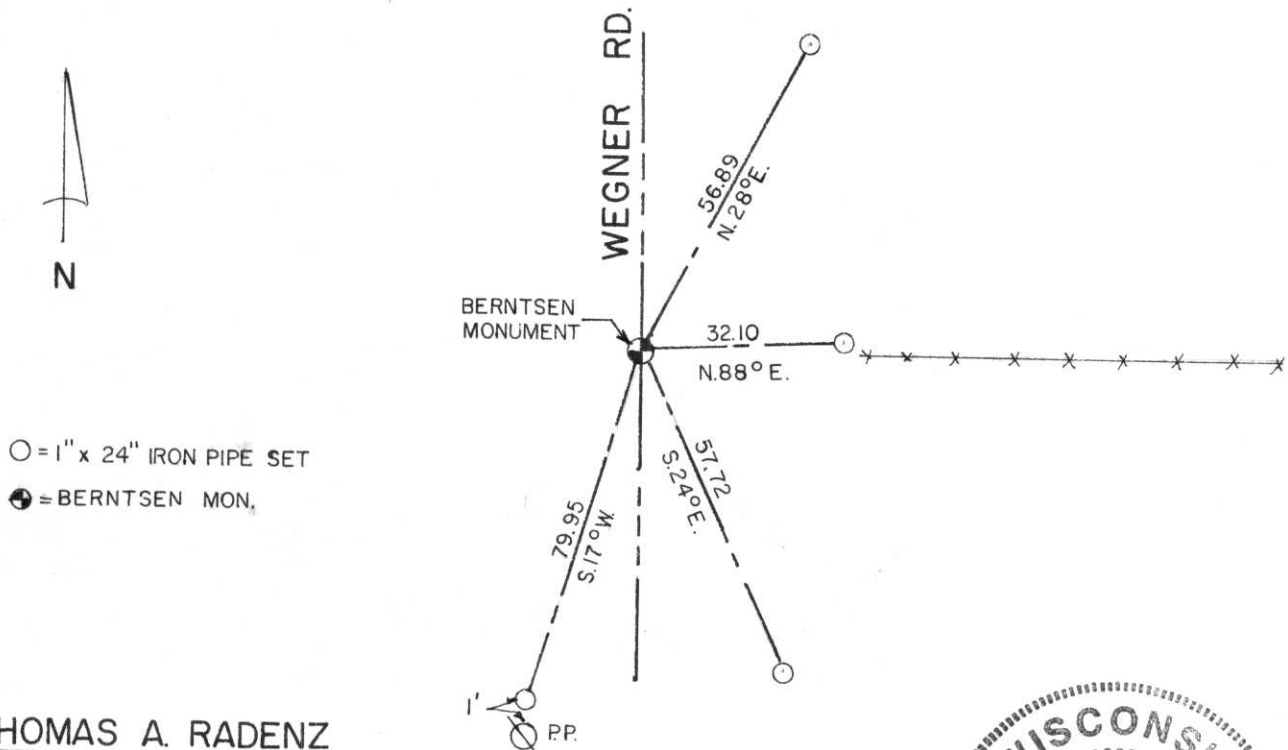 WEGNER RD.
N
56.89
N.28°E.
BERNTSEN
MONUMENT
32.10
N.88°E.
○ = 1" x 24" IRON PIPE SET
= BERNTSEN MON.
57.72
S.24°E.
79.95
S.17°W.
1'
P.P.
HOMAS A. RADENZ
WISCONS